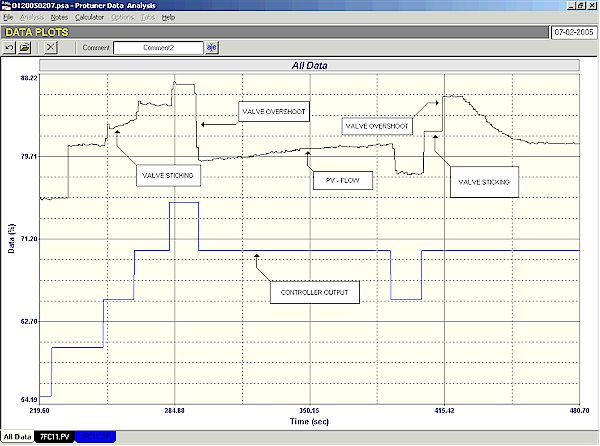 0120050207.psa - Protuner Data Analysis
File Analysis Notes Calculator Options Tasks Help
DATA PLOTS 07-02-2005
Comment Comment2
All Data
88.22
VALVE OVERSHOOT
VALVE OVERSHOOT
79.71
VALVE STICKING
PV - FLOW
VALVE STICKING
Data (%)
71.20
CONTROLLER OUTPUT
62.70
54.19
219.60 284.88 350.15 415.42 480.70
Time (sec)
All Data 7FC11.PV